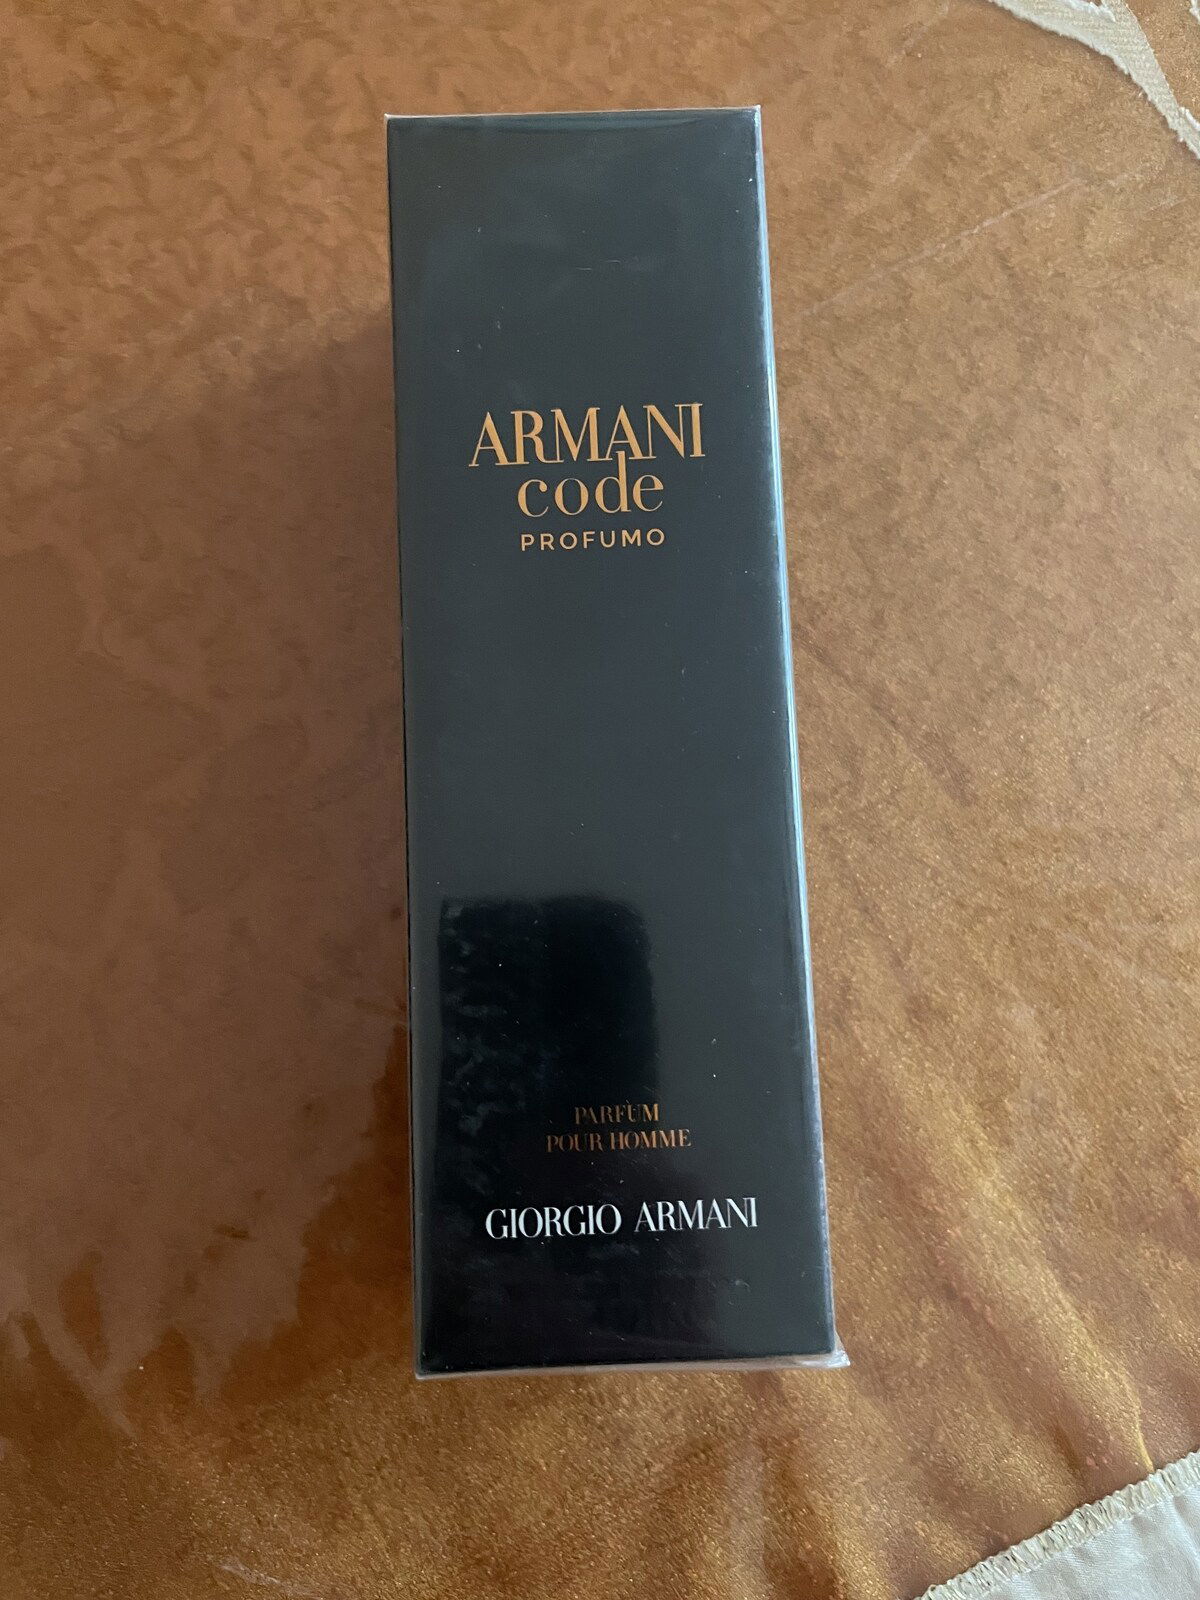 ARMANI
code
PROFUMO
PARFUM
POUR HOMME
GIORGIO ARMANI